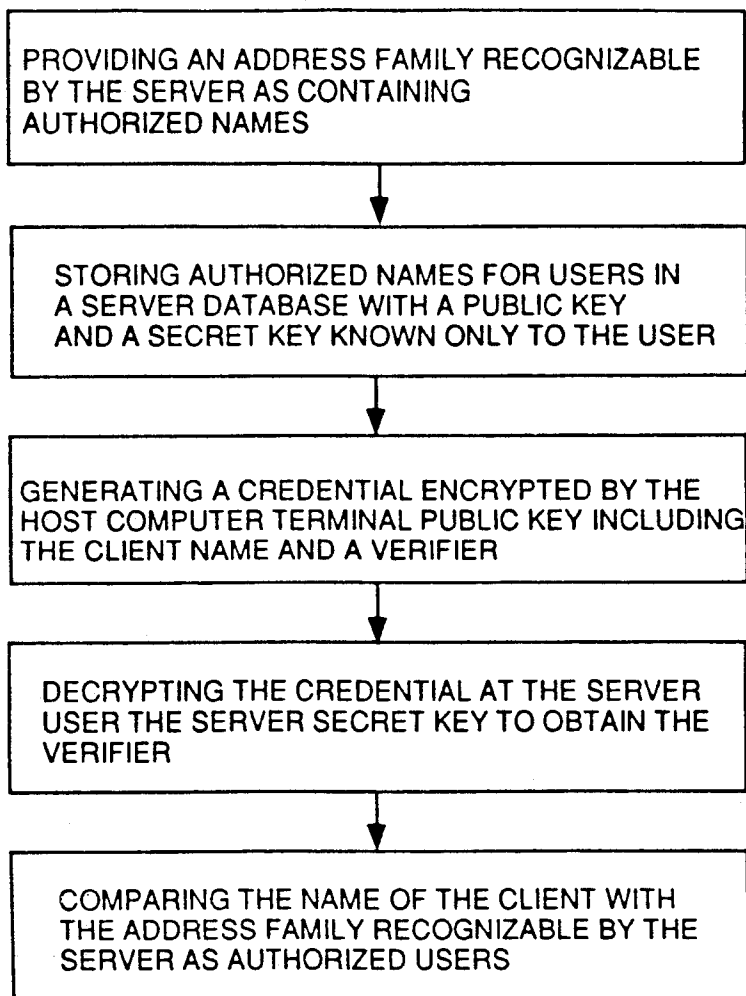 PROVIDING AN ADDRESS FAMILY RECOGNIZABLE
BY THE SERVER AS CONTAINING
AUTHORIZED NAMES
STORING AUTHORIZED NAMES FOR USERS IN
A SERVER DATABASE WITH A PUBLIC KEY
AND A SECRET KEY KNOWN ONLY TO THE USER
GENERATING A CREDENTIAL ENCRYPTED BY THE
HOST COMPUTER TERMINAL PUBLIC KEY INCLUDING
THE CLIENT NAME AND A VERIFIER
DECRYPTING THE CREDENTIAL AT THE SERVER
USER THE SERVER SECRET KEY TO OBTAIN THE
VERIFIER
COMPARING THE NAME OF THE CLIENT WITH
THE ADDRESS FAMILY RECOGNIZABLE BY THE
SERVER AS AUTHORIZED USERS